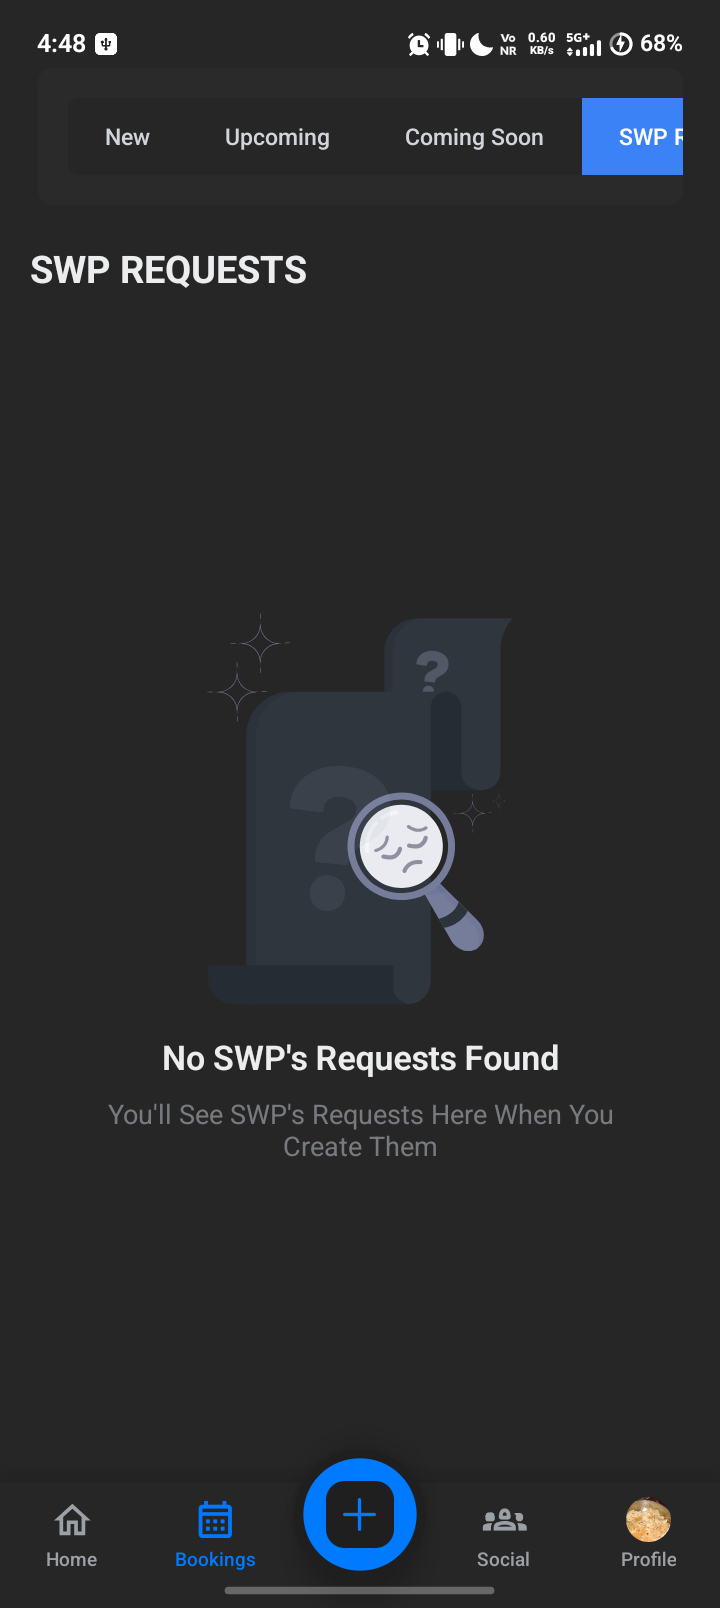 4:48
Vo NR 0.60 KB/s 5G+ 68%
New Upcoming Coming Soon SWP R
SWP REQUESTS
?
?
No SWP's Requests Found
You'll See SWP's Requests Here When You
Create Them
Home Bookings Social Profile